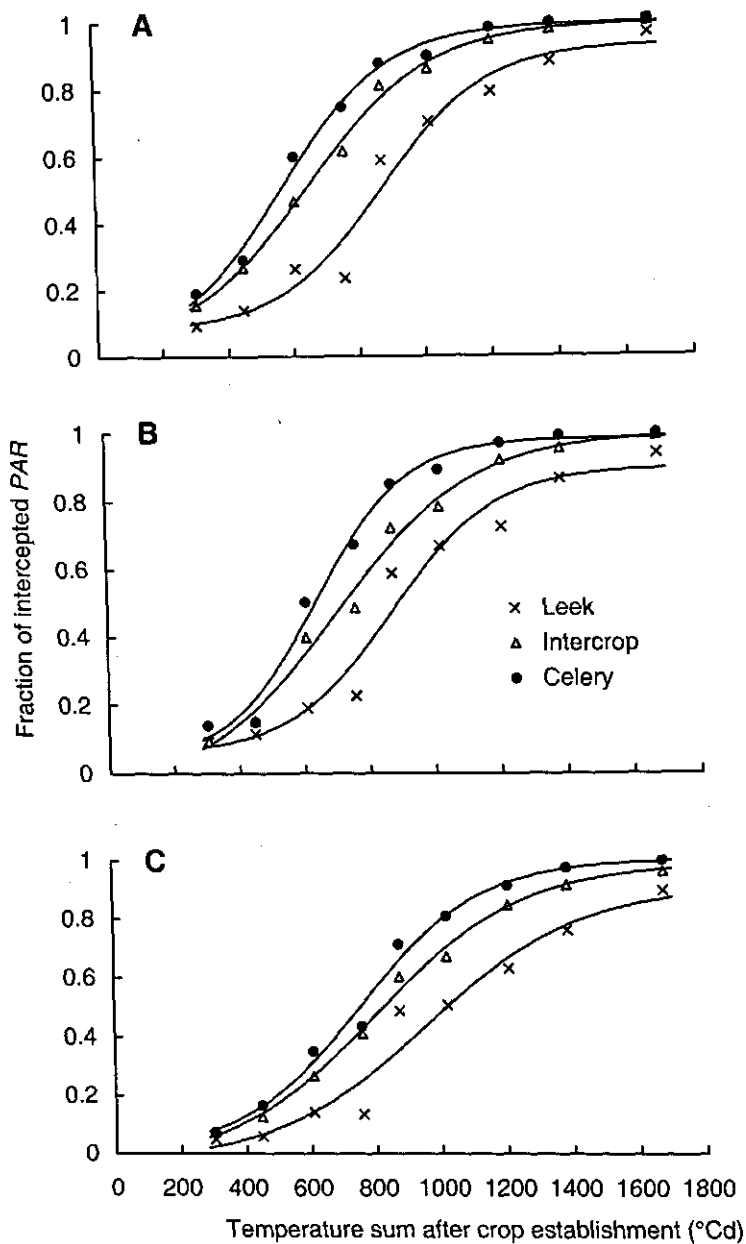 A
1
0.8
0.6
0.4
0.2
0
B
1
0.8
0.6
0.4
0.2
0
Fraction of intercepted PAR
× Leek
△ Intercrop
● Celery
C
1
0.8
0.6
0.4
0.2
0
0 200 400 600 800 1000 1200 1400 1600 1800
Temperature sum after crop establishment (°Cd)